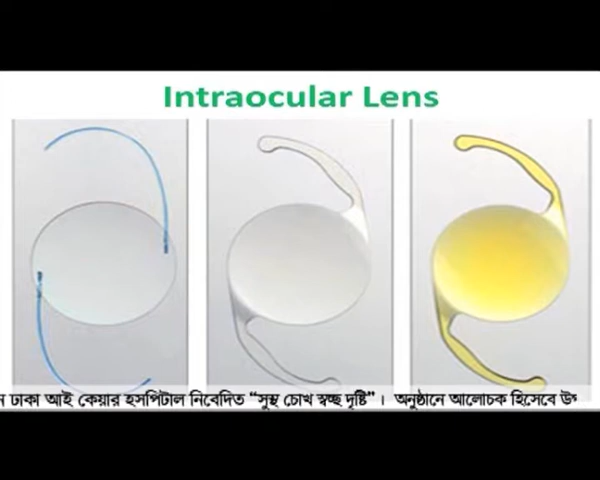 Intraocular Lens
ন ঢাকা আই কেয়ার হসপিটাল নিবেদিত “সুস্থ চোখ স্বচ্ছ দৃষ্টি” । অনুষ্ঠানে আলোচক হিসেবে